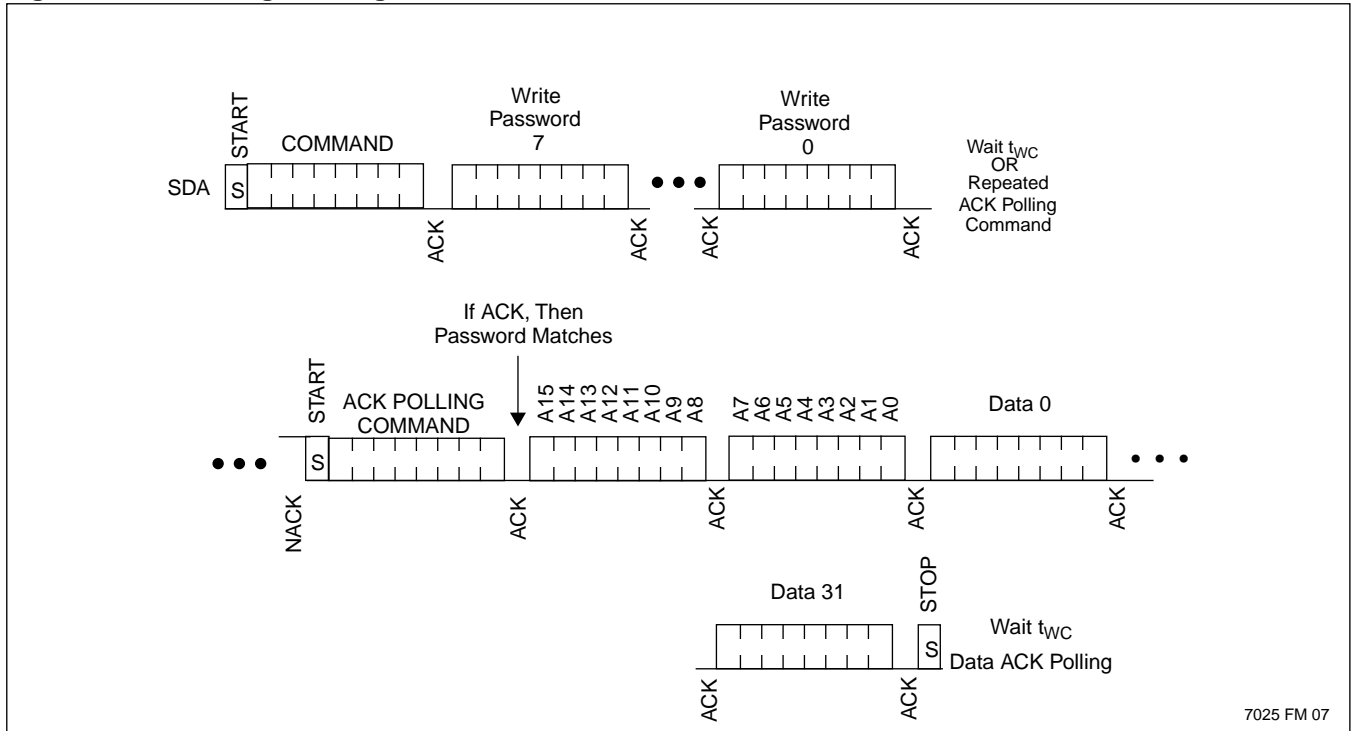 Write
Password
7
Write
Password
0
START
COMMAND
SDA
S
Wait tWC
OR
Repeated
ACK Polling
Command
ACK
ACK
ACK
ACK
If ACK, Then
Password Matches
START
ACK POLLING
COMMAND
A15
A14
A13
A12
A11
A10
A9
A8
A7
A6
A5
A4
A3
A2
A1
A0
Data 0
S
NACK
ACK
ACK
ACK
ACK
Data 31
STOP
S
Wait tWC
Data ACK Polling
ACK
ACK
7025 FM 07